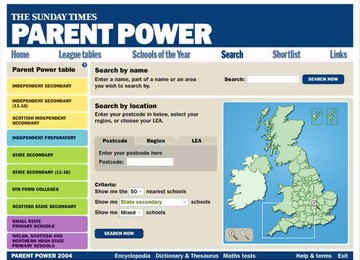 THE SUNDAY TIMES
PARENT POWER
Home League tables Schools of the Year Search Shortlist Links
Parent Power table ?
INDEPENDENT SECONDARY
INDEPENDENT SECONDARY
(11-16)
SCOTTISH INDEPENDENT
SECONDARY
INDEPENDENT PREPARATORY
STATE SECONDARY
STATE SECONDARY (11-16)
6TH FORM COLLEGES
SCOTTISH STATE SECONDARY
SMALL STATE
PRIMARY SCHOOLS
WELSH, SCOTTISH AND
NORTHERN IRISH STATE
PRIMARY SCHOOLS
Search by name
Enter a name, part of a name or an area
you wish to search by.
Search:
SEARCH NOW
Search by location
Enter your postcode in below, select your
region, or choose your LEA.
Postcode Region LEA
Enter your postcode here
Postcode:
Criteria:
Show me the 50 nearest schools
Show me State secondary schools
Show me Mixed schools
SEARCH NOW
PARENT POWER 2004 Encyclopedia Dictionary & Thesaurus Maths tests Help & terms Exit